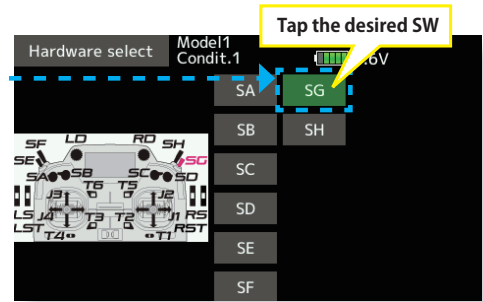 Tap the desired SW
Hardware select
Model1
Condit.1
6V
SA SG
SB SH
SC
SD
SE
SF
SF LD RD SH
SE SG
SA SB SC SD
T6 T5
J3 J2
LS J4 T3 T2 J1 RS
LST RST
T4 T1